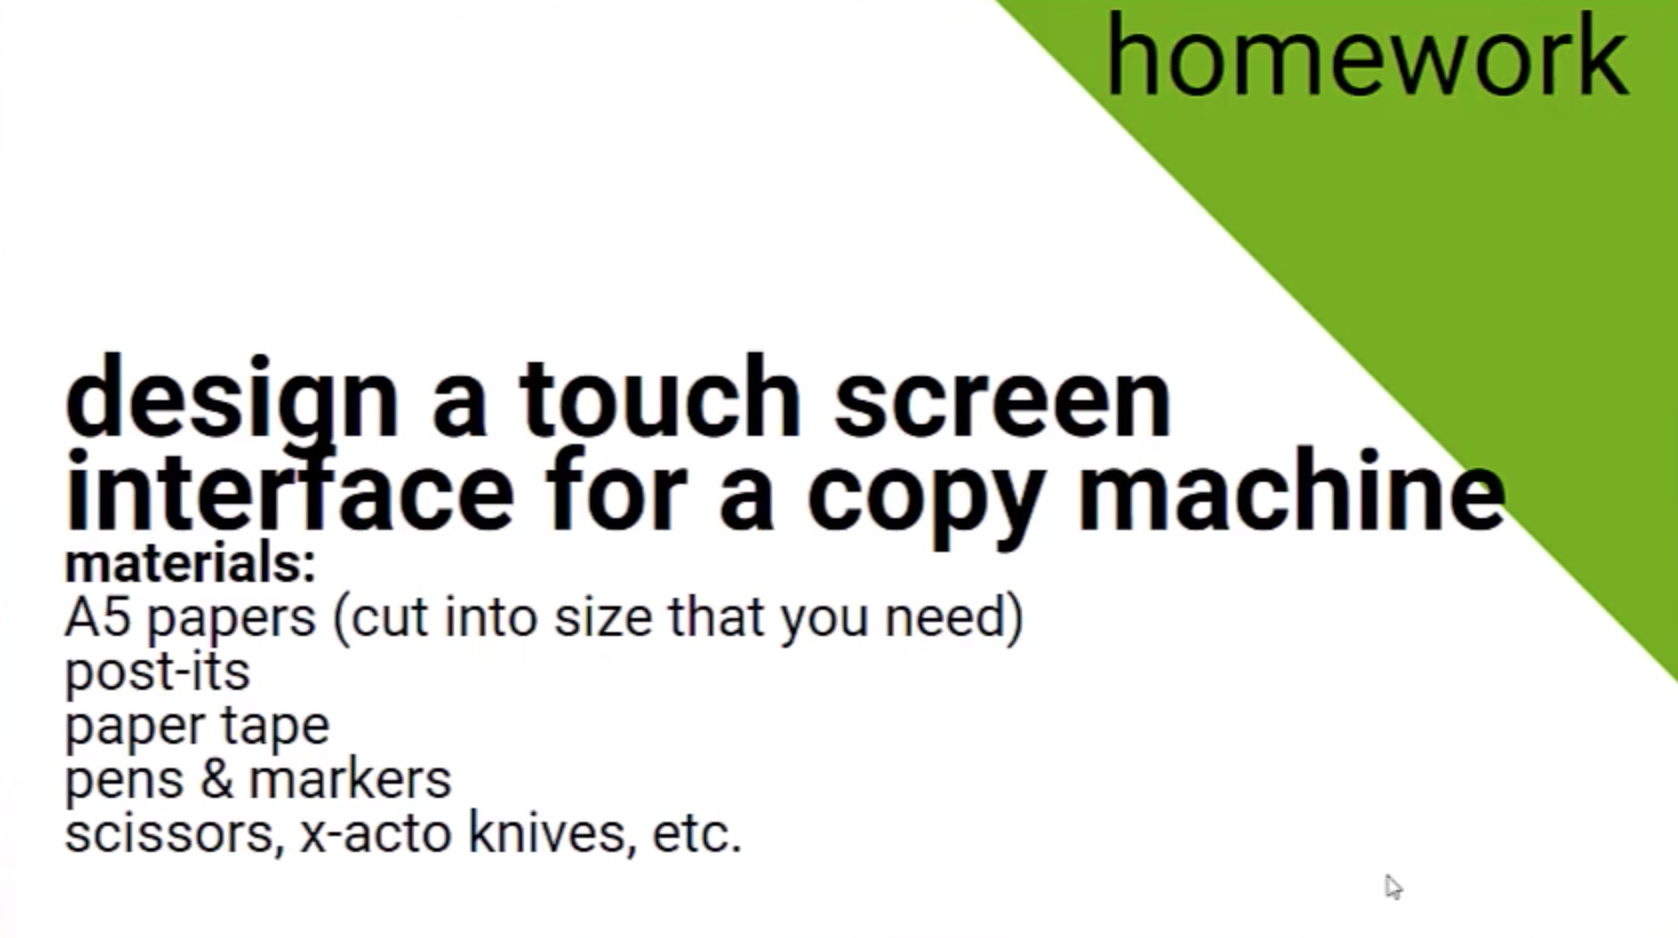 homework
design a touch screen
interface for a copy machine
materials:
A5 papers (cut into size that you need)
post-its
paper tape
pens & markers
scissors, x-acto knives, etc.